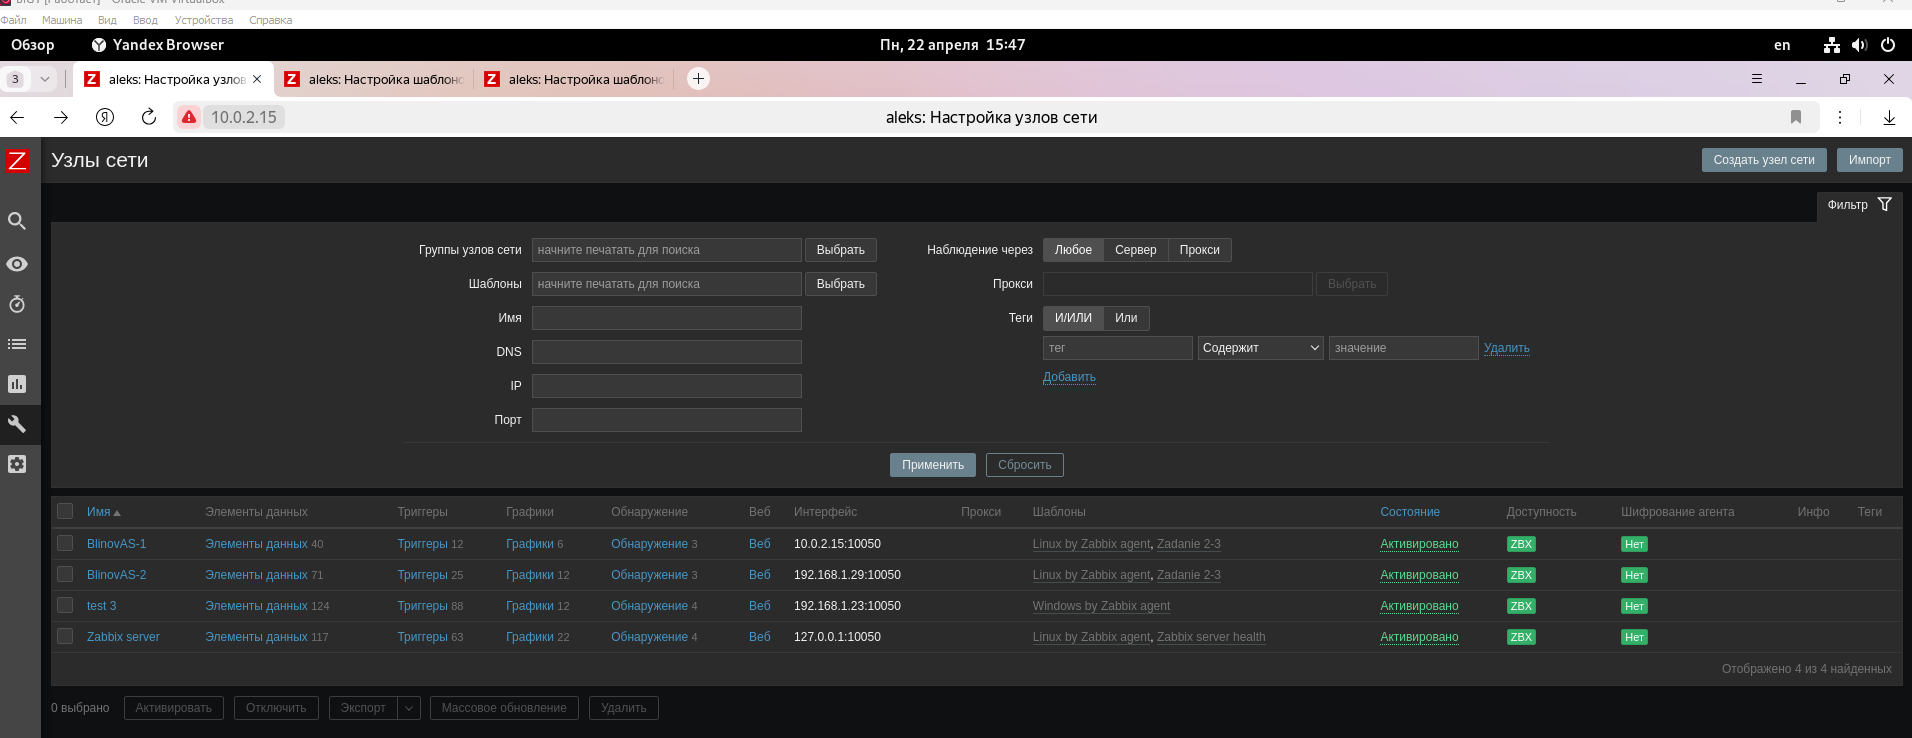 Файл Машина Вид Ввод Устройства Справка
Обзор Yandex Browser Пн, 22 апреля 15:47 en
3 aleks: Настройка узлов aleks: Настройка шаблоно aleks: Настройка шаблоно
10.0.2.15 aleks: Настройка узлов сети
Узлы сети Создать узел сети Импорт
Фильтр
Группы узлов сети начните печатать для поиска Выбрать Наблюдение через Любое Сервер Прокси
Шаблоны начните печатать для поиска Выбрать Прокси Выбрать
Имя Теги И/ИЛИ Или
DNS тег Содержит значение Удалить
IP Добавить
Порт
Применить Сбросить
Имя Элементы данных Триггеры Графики Обнаружение Веб Интерфейс Прокси Шаблоны Состояние Доступность Шифрование агента Инфо Теги
BlinovAS-1 Элементы данных 40 Триггеры 12 Графики 6 Обнаружение 3 Веб 10.0.2.15:10050 Linux by Zabbix agent, Zadanie 2-3 Активировано ZBX Нет
BlinovAS-2 Элементы данных 71 Триггеры 25 Графики 12 Обнаружение 3 Веб 192.168.1.29:10050 Linux by Zabbix agent, Zadanie 2-3 Активировано ZBX Нет
test 3 Элементы данных 124 Триггеры 88 Графики 12 Обнаружение 4 Веб 192.168.1.23:10050 Windows by Zabbix agent Активировано ZBX Нет
Zabbix server Элементы данных 117 Триггеры 63 Графики 22 Обнаружение 4 Веб 127.0.0.1:10050 Linux by Zabbix agent, Zabbix server health Активировано ZBX Нет
Отображено 4 из 4 найденных
0 выбрано Активировать Отключить Экспорт Массовое обновление Удалить